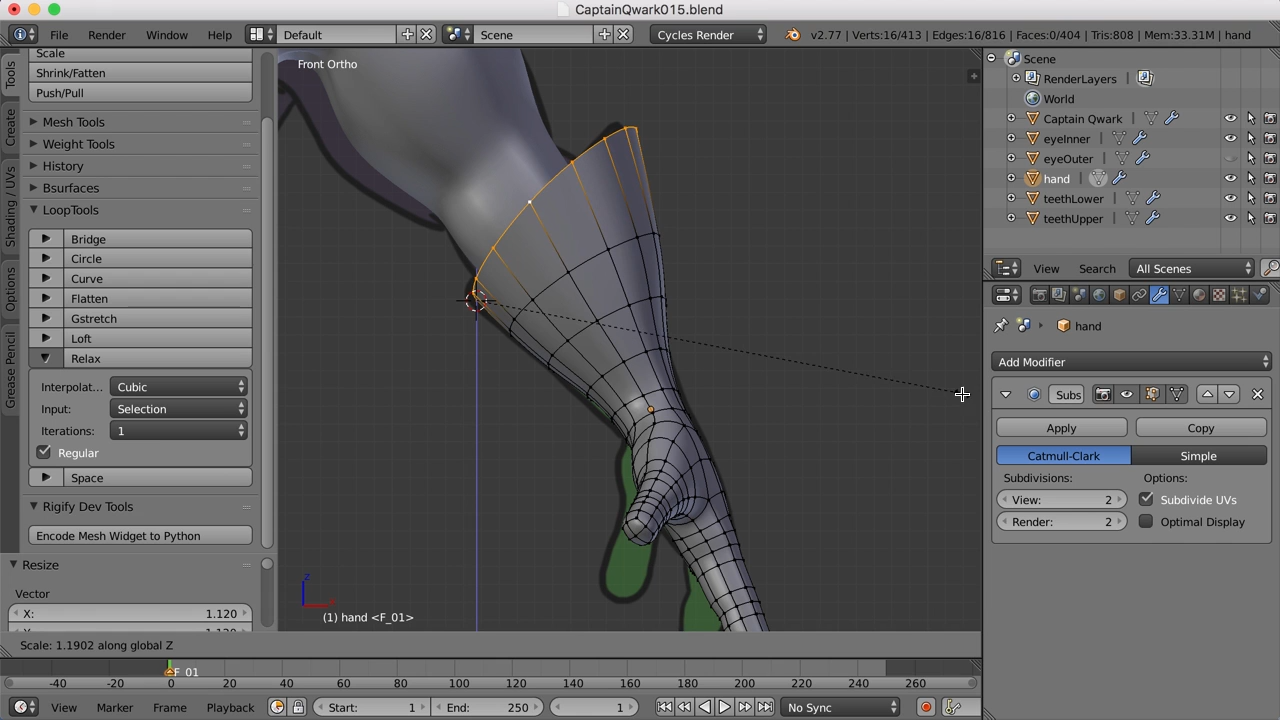 CaptainQwark015.blend
File Render Window Help Default Scene Cycles Render v2.77 | Verts:16/413 | Edges:16/816 | Faces:0/404 | Tris:808 | Mem:33.31M | hand
Tools
Create
Shading / UVs
Options
Grease Pencil
Scale
Shrink/Fatten
Push/Pull
Mesh Tools
Weight Tools
History
Bsurfaces
LoopTools
Bridge
Circle
Curve
Flatten
Gstretch
Loft
Relax
Interpolat... Cubic
Input: Selection
Iterations: 1
Regular
Space
Rigify Dev Tools
Encode Mesh Widget to Python
Resize
Vector
X: 1.120
Front Ortho
z
(1) hand <F_01>
Scale: 1.1902 along global Z
F_01
-40 -20 0 20 40 60 80 100 120 140 160 180 200 220 240 260
View Marker Frame Playback Start: 1 End: 250 1 No Sync
Scene
RenderLayers
World
Captain Qwark
eyeInner
eyeOuter
hand
teethLower
teethUpper
View Search All Scenes
hand
Add Modifier
Subs
Apply Copy
Catmull-Clark Simple
Subdivisions: Options:
View: 2 Subdivide UVs
Render: 2 Optimal Display